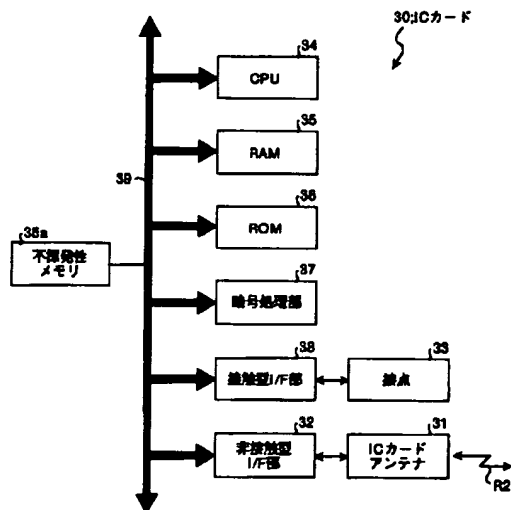 30;ICカード
34
CPU
35
RAM
39
36
ROM
36a
不揮発性
メモリ
37
暗号処理部
38
接触型I/F部
33
接点
32
非接触型
I/F部
31
ICカード
アンテナ
R2